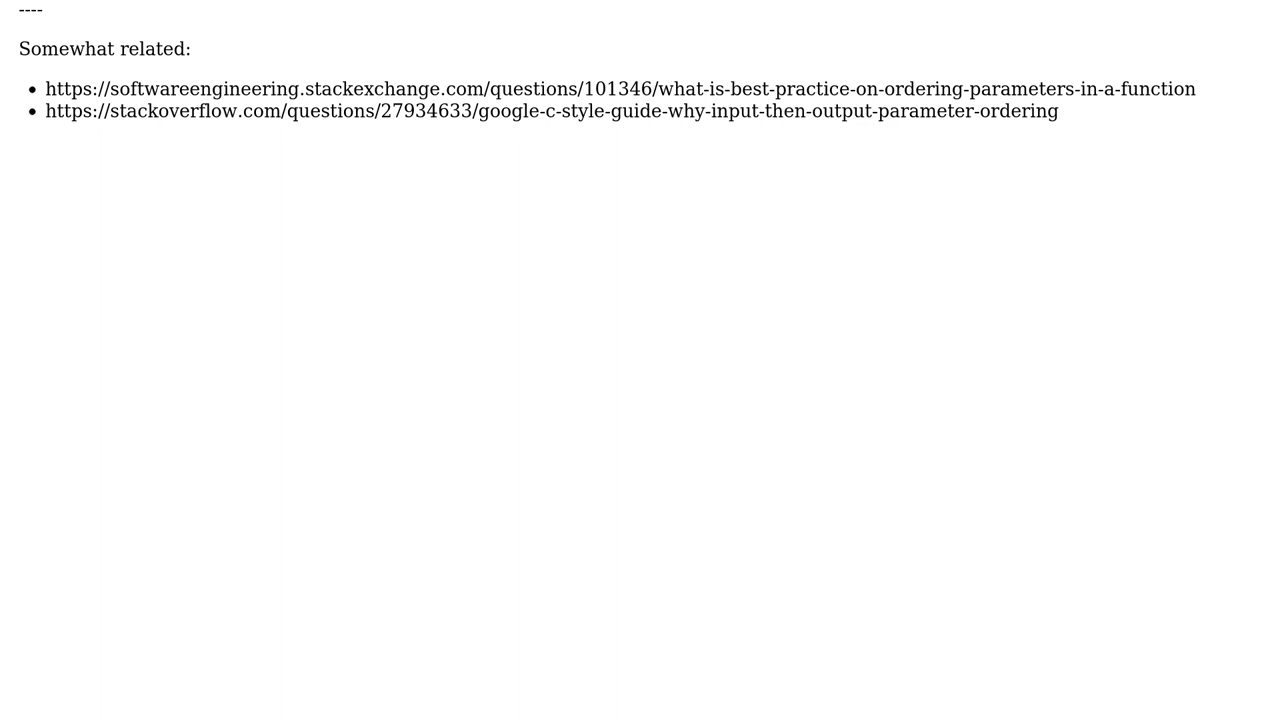 ----
Somewhat related:
• https://softwareengineering.stackexchange.com/questions/101346/what-is-best-practice-on-ordering-parameters-in-a-function
• https://stackoverflow.com/questions/27934633/google-c-style-guide-why-input-then-output-parameter-ordering